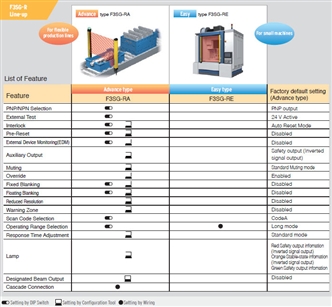 F3SG-R
Line-up
Advance type F3SG-RA
For flexible
production lines
Easy type F3SG-RE
For small machines
List of Feature
Feature
Advance type
F3SG-RA
Easy type
F3SG-RE
Factory default setting
(Advance type)
PNP/NPN Selection PNP output
External Test 24 V Active
Interlock Auto Reset Mode
Pre-Reset Disabled
External Device Monitoring(EDM) Disabled
Auxiliary Output Safety output (Inverted
signal output)
Muting Standard Muting mode
Override Enabled
Fixed Blanking Disabled
Floating Blanking Disabled
Reduced Resolution Disabled
Warning Zone Disabled
Scan Code Selection CodeA
Operating Range Selection Long mode
Response Time Adjustment Standard mode
Lamp
Red:Safety output information
(Inverted signal output)
Orange:Stable-state information
(Inverted signal output)
Green:Safety output information
Designated Beam Output Disabled
Cascade Connection
: Setting by DIP Switch : Setting by Configuration Tool : Setting by Wiring